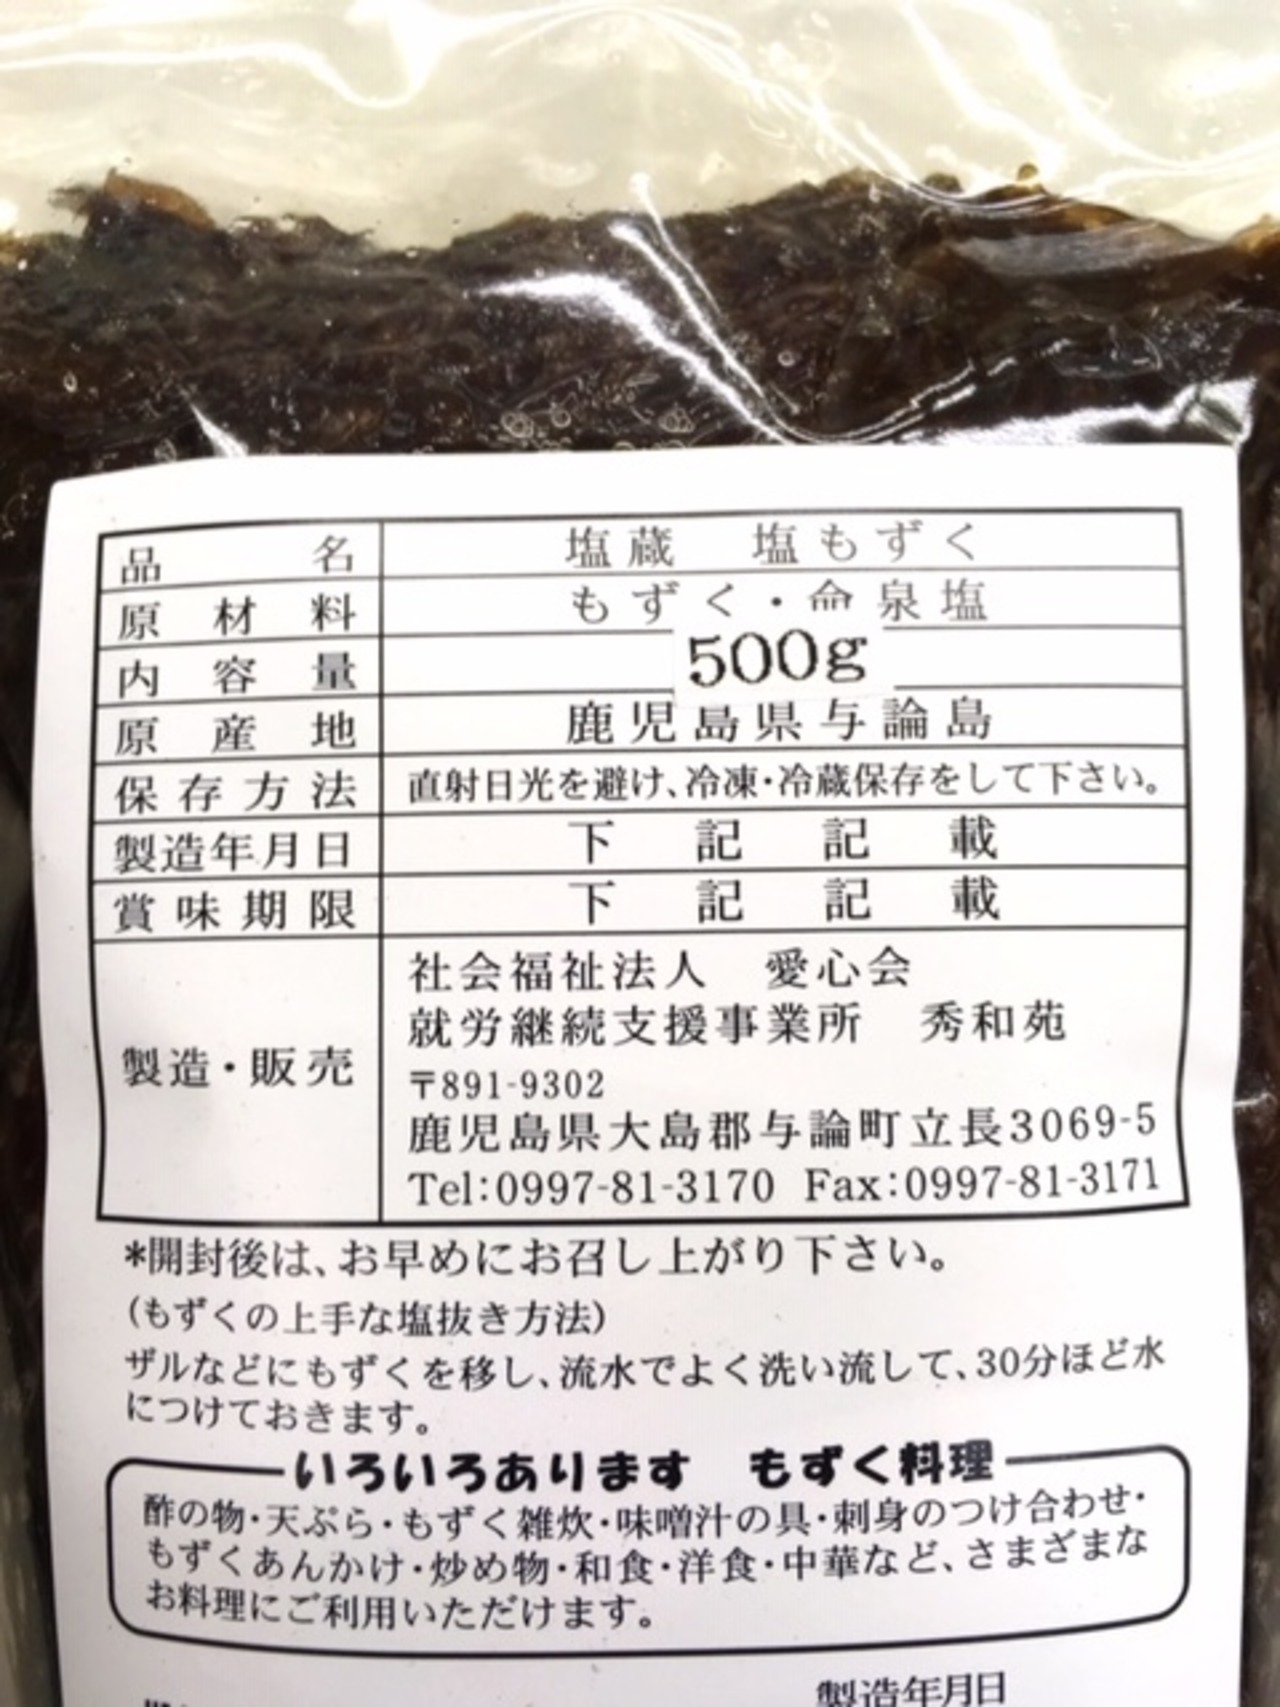 品名 塩蔵 塩もずく
原材料 もずく・命泉塩
内容量 500g
原産地 鹿児島県与論島
保存方法 直射日光を避け、冷凍・冷蔵保存をして下さい。
製造年月日 下記記載
賞味期限 下記記載
製造・販売 社会福祉法人 愛心会
就労継続支援事業所 秀和苑
〒891-9302
鹿児島県大島郡与論町立長3069-5
Tel:0997-81-3170 Fax:0997-81-3171
*開封後は、お早めにお召し上がり下さい。
(もずくの上手な塩抜き方法)
ザルなどにもずくを移し、流水でよく洗い流して、30分ほど水
につけておきます。
いろいろあります もずく料理
酢の物・天ぷら・もずく雑炊・味噌汁の具・刺身のつけ合わせ・
もずくあんかけ・炒め物・和食・洋食・中華など、さまざまな
お料理にご利用いただけます。
製造年月日